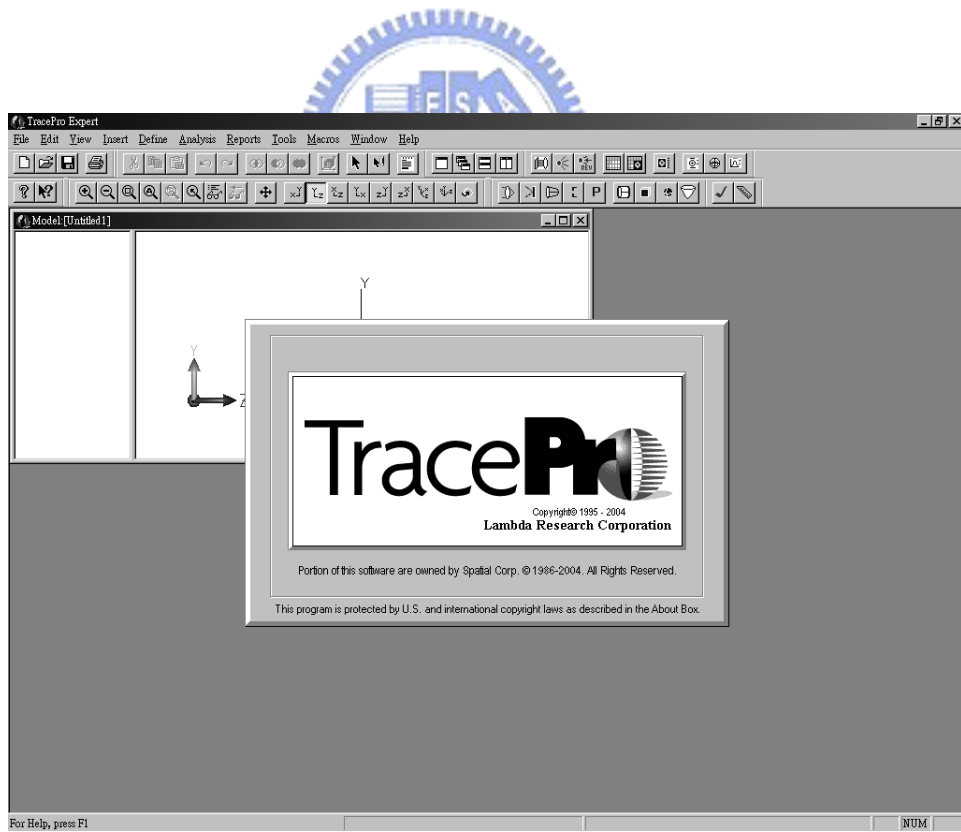 ESA
TracePro Expert
File Edit View Insert Define Analysis Reports Tools Macros Window Help
Model:[Untitled1]
Y
Y
Z
TracePro
Copyright© 1995 - 2004
Lambda Research Corporation
Portion of this software are owned by Spatial Corp. © 1986-2004. All Rights Reserved.
This program is protected by U.S. and international copyright laws as described in the About Box.
For Help, press F1
NUM